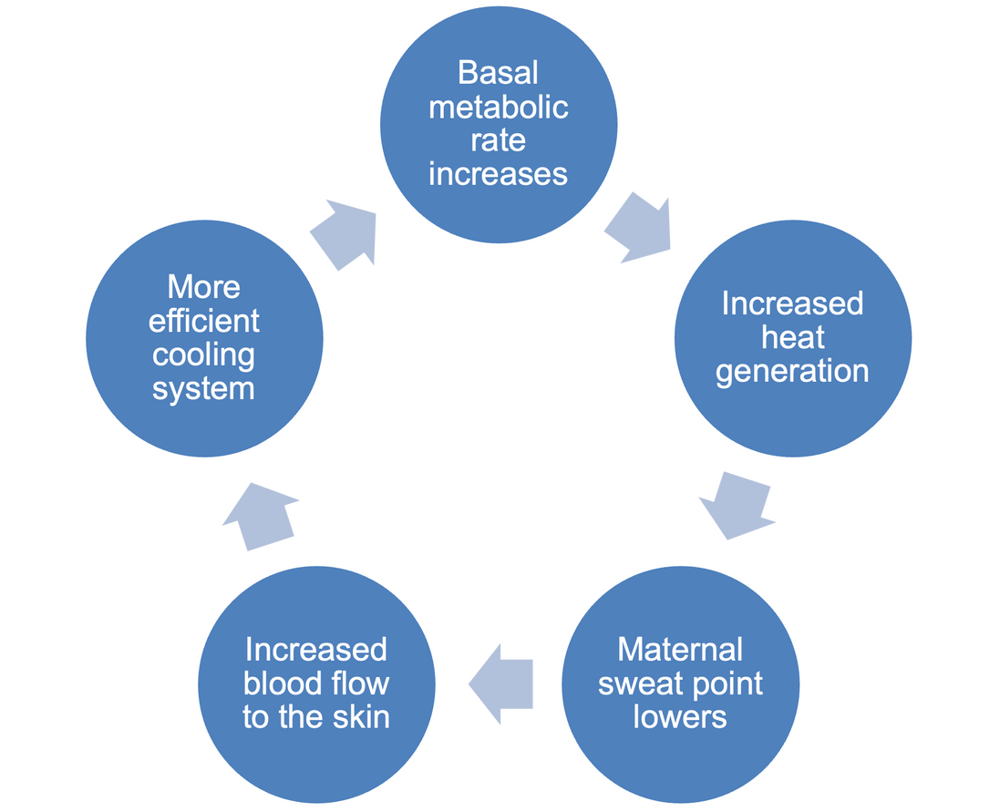 Basal
metabolic
rate
increases
Increased
heat
generation
Maternal
sweat point
lowers
Increased
blood flow
to the skin
More
efficient
cooling
system